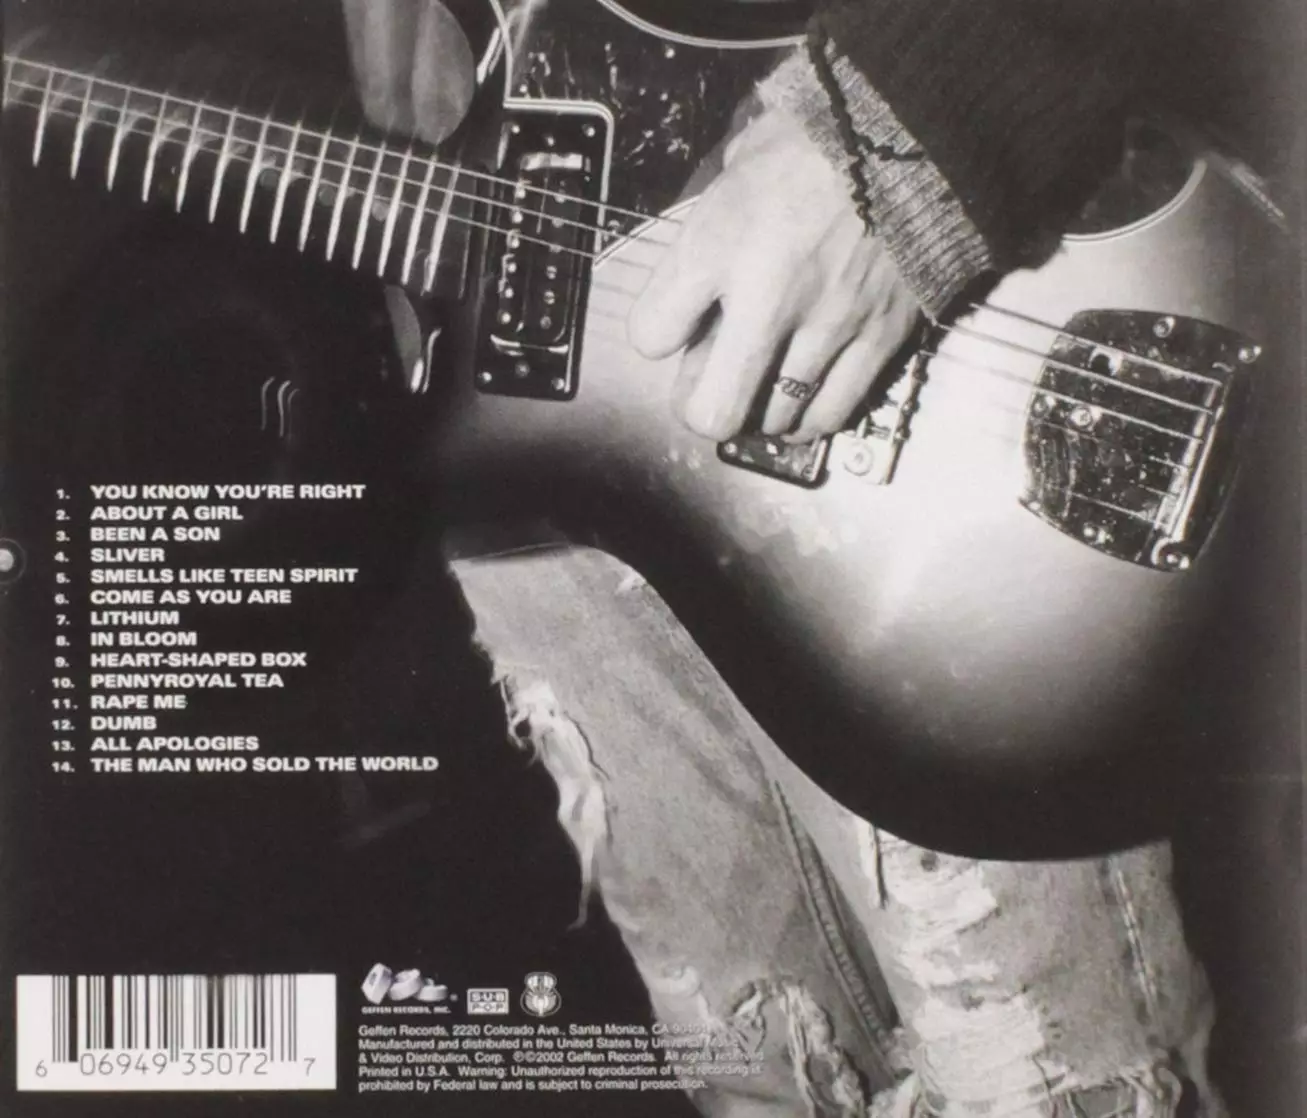 1. YOU KNOW YOU'RE RIGHT
2. ABOUT A GIRL
3. BEEN A SON
4. SLIVER
5. SMELLS LIKE TEEN SPIRIT
6. COME AS YOU ARE
7. LITHIUM
8. IN BLOOM
9. HEART-SHAPED BOX
10. PENNYROYAL TEA
11. RAPE ME
12. DUMB
13. ALL APOLOGIES
14. THE MAN WHO SOLD THE WORLD
6 06949 35072 7
GEFFEN RECORDS, INC.
SUB POP
Geffen Records, 2220 Colorado Ave., Santa Monica, CA 90404
Manufactured and distributed in the United States by Universal Music
& Video Distribution, Corp. ℗©2002 Geffen Records. All rights reserved
Printed in U.S.A. Warning: Unauthorized reproduction of this recording is
prohibited by Federal law and is subject to criminal prosecution.